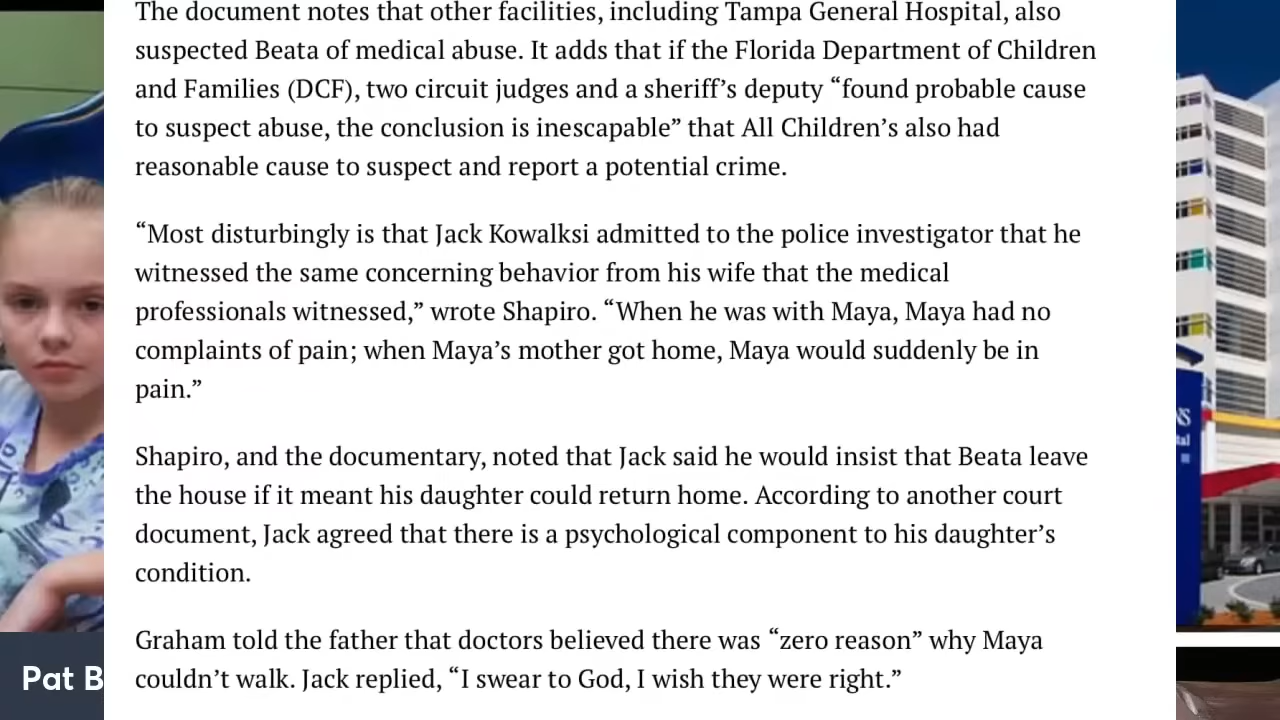 The document notes that other facilities, including Tampa General Hospital, also
suspected Beata of medical abuse. It adds that if the Florida Department of Children
and Families (DCF), two circuit judges and a sheriff’s deputy “found probable cause
to suspect abuse, the conclusion is inescapable” that All Children’s also had
reasonable cause to suspect and report a potential crime.
“Most disturbingly is that Jack Kowalksi admitted to the police investigator that he
witnessed the same concerning behavior from his wife that the medical
professionals witnessed,” wrote Shapiro. “When he was with Maya, Maya had no
complaints of pain; when Maya’s mother got home, Maya would suddenly be in
pain.”
Shapiro, and the documentary, noted that Jack said he would insist that Beata leave
the house if it meant his daughter could return home. According to another court
document, Jack agreed that there is a psychological component to his daughter’s
condition.
Graham told the father that doctors believed there was “zero reason” why Maya
couldn’t walk. Jack replied, “I swear to God, I wish they were right.”
Pat B